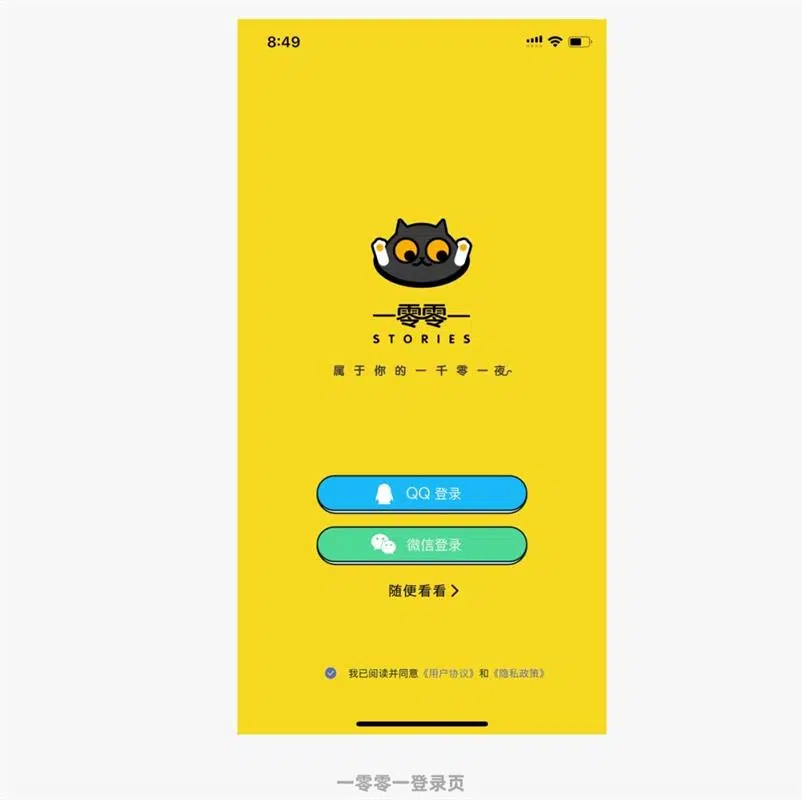 8:49
一零零一
STORIES
属于你的一千零一夜~
QQ 登录
微信登录
随便看看
我已阅读并同意《用户协议》和《隐私政策》
一零零一登录页